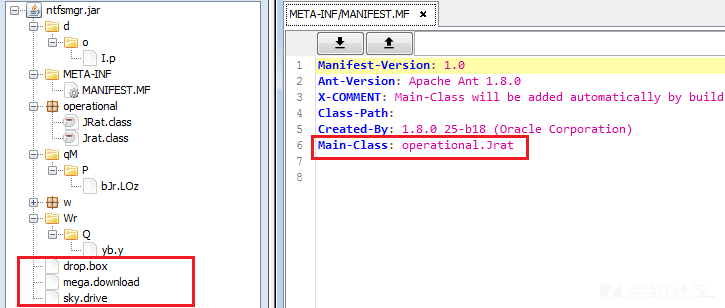 ntfsmgr.jar
d
o
I.p
META-INF
MANIFEST.MF
operational
JRat.class
Jrat.class
qM
P
bJr.LOz
w
Wr
Q
yb.y
drop.box
mega.download
sky.drive
META-INF/MANIFEST.MF ×
1 Manifest-Version: 1.0
2 Ant-Version: Apache Ant 1.8.0
3 X-COMMENT: Main-Class will be added automatically by build
4 Class-Path:
5 Created-By: 1.8.0 25-b18 (Oracle Corporation)
6 Main-Class: operational.Jrat
7
8
先知社区